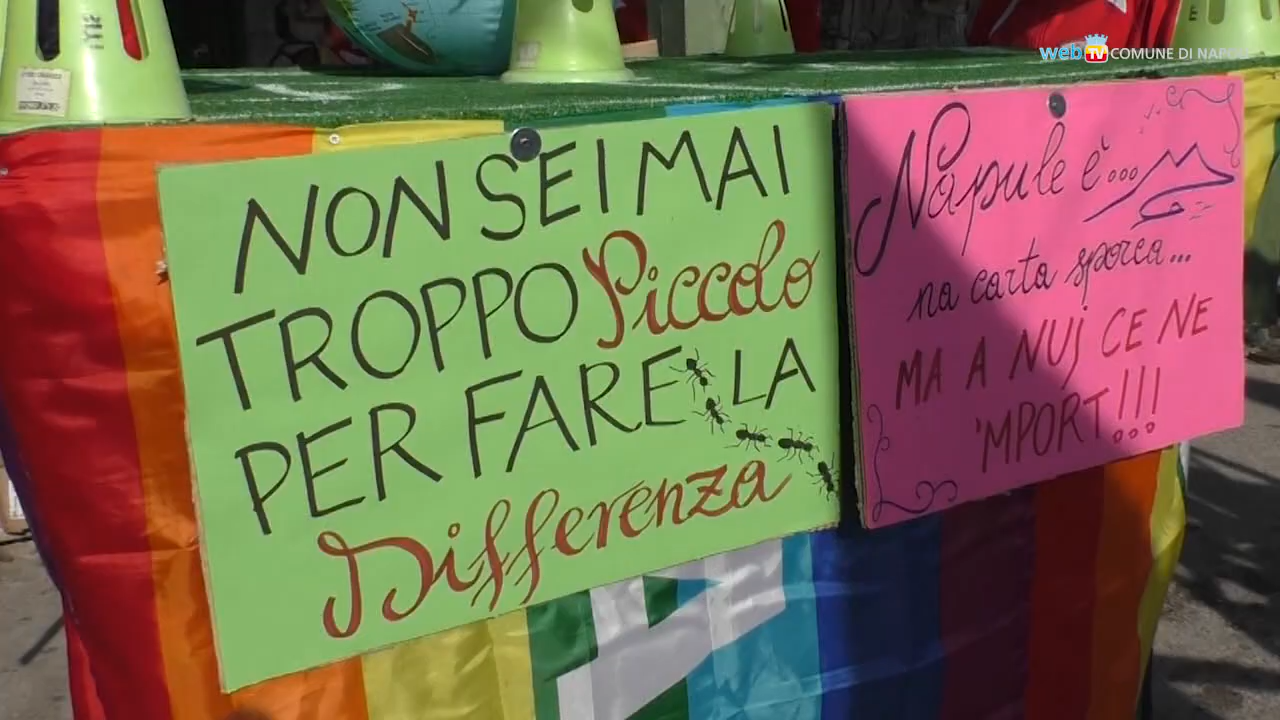 web TV COMUNE DI NAPOLI
NON SEI MAI
TROPPO Piccolo
PER FARE LA
Differenza
Napule è...
na carta sporca...
MA A NUJ CE NE
'MPORT!!!